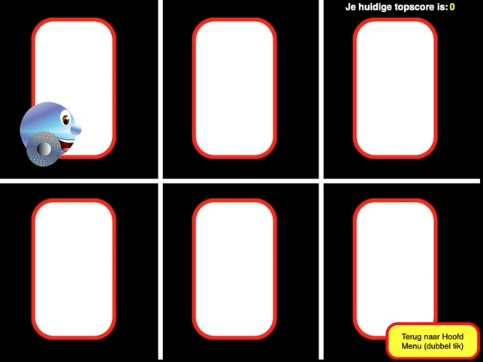 Je huidige topscore is: 0
Terug naar Hoofd
Menu (dubbel tik)